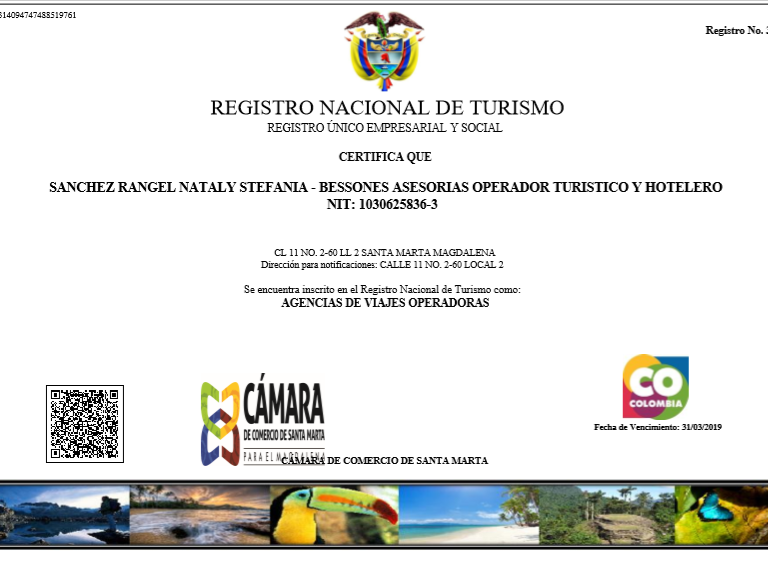 314094747488519761
Registro No. 3
REGISTRO NACIONAL DE TURISMO
REGISTRO ÚNICO EMPRESARIAL Y SOCIAL
CERTIFICA QUE
SANCHEZ RANGEL NATALY STEFANIA - BESSONES ASESORIAS OPERADOR TURISTICO Y HOTELERO
NIT: 1030625836-3
CL 11 NO. 2-60 LL 2 SANTA MARTA MAGDALENA
Dirección para notificaciones: CALLE 11 NO. 2-60 LOCAL 2
Se encuentra inscrito en el Registro Nacional de Turismo como:
AGENCIAS DE VIAJES OPERADORAS
CO
COLOMBIA
Fecha de Vencimiento: 31/03/2019
CÁMARA
DE COMERCIO DE SANTA MARTA
PARA EL MAGDALENA
CAMARA DE COMERCIO DE SANTA MARTA